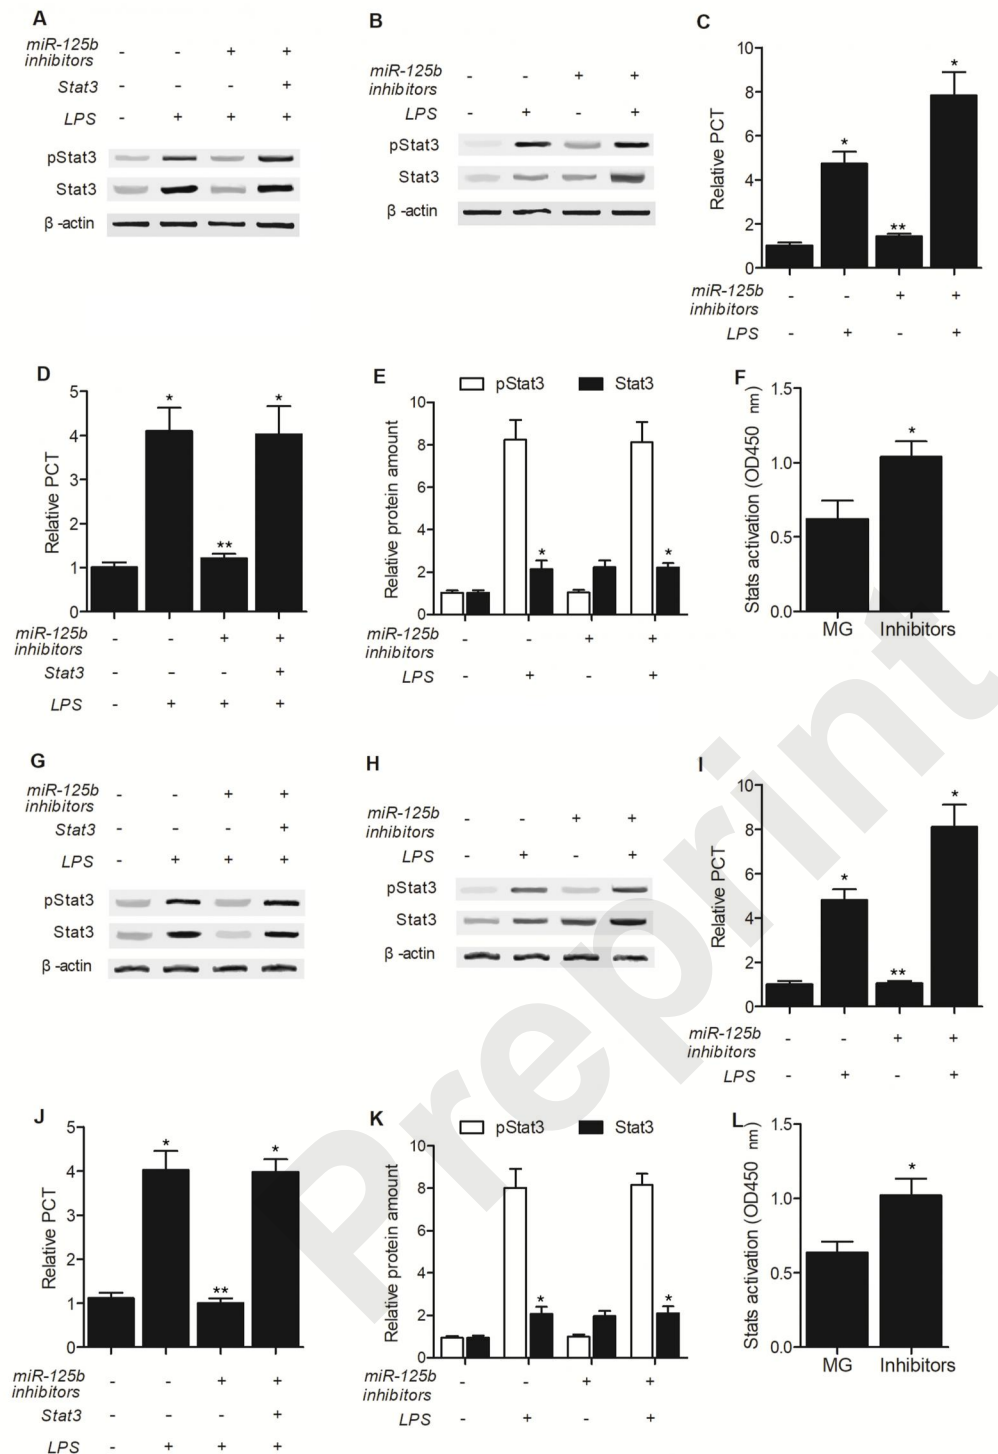 A
miR-125b - - + +
inhibitors
Stat3 - - - +
LPS - + + +
pStat3
Stat3
β -actin
B
miR-125b - - + +
inhibitors
LPS - + - +
pStat3
Stat3
β -actin
C
Relative PCT
10
8
6
4
2
0
* ** *
miR-125b - - + +
inhibitors
LPS - + - +
D
Relative PCT
5
4
3
2
1
0
* ** *
miR-125b - - + +
inhibitors
Stat3 - - - +
LPS - + + +
E
pStat3 Stat3
Relative protein amount
10
8
6
4
2
0
* *
miR-125b - - + +
inhibitors
LPS - + - +
F
Stats activation (OD450 nm)
1.5
1.0
0.5
0.0
*
MG Inhibitors
G
miR-125b - - + +
inhibitors
Stat3 - - - +
LPS - + + +
pStat3
Stat3
β -actin
H
miR-125b - - + +
inhibitors
LPS - + - +
pStat3
Stat3
β -actin
I
Relative PCT
10
8
6
4
2
0
* ** *
miR-125b - - + +
inhibitors
LPS - + - +
J
Relative PCT
5
4
3
2
1
0
* ** *
miR-125b - - + +
inhibitors
Stat3 - - - +
LPS - + + +
K
pStat3 Stat3
Relative protein amount
10
8
6
4
2
0
* *
miR-125b - - + +
inhibitors
LPS - + - +
L
Stats activation (OD450 nm)
1.5
1.0
0.5
0.0
*
MG Inhibitors
Preprint